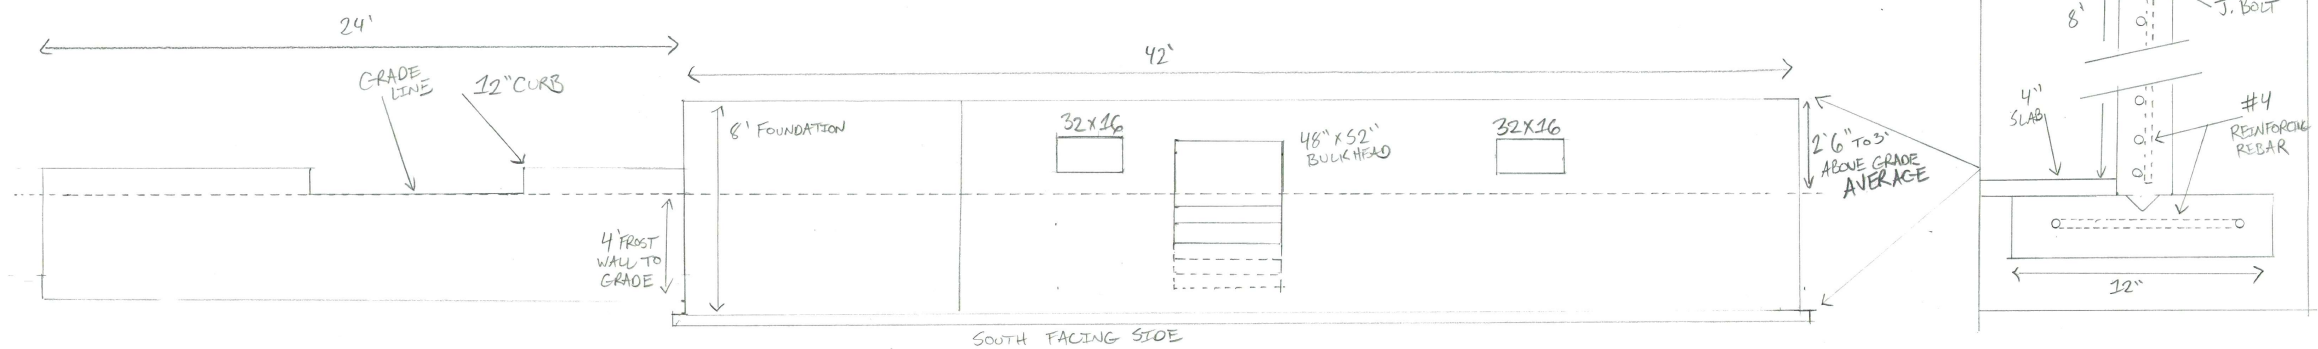 24'
GRADE
LINE
12" CURB
42'
8' FOUNDATION
32X16
48" X 52"
BULKHEAD
32X16
2'6" TO 3'
ABOVE GRADE
AVERAGE
4' FROST
WALL TO
GRADE
SOUTH FACING SIDE
8'
J. BOLT
4"
SLAB
#4
REINFORCING
REBAR
12"